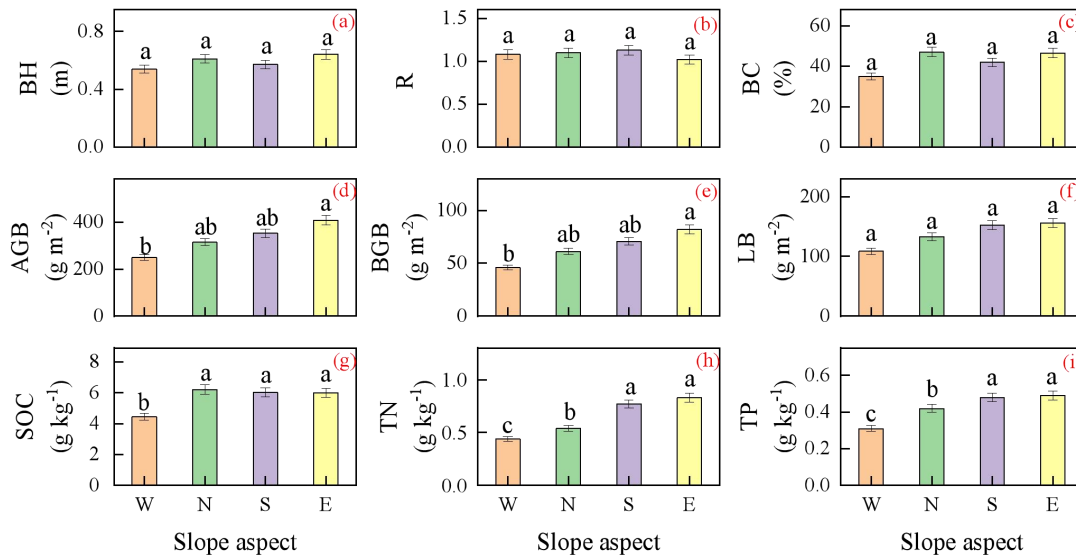 BH
(m)
0.8
0.4
0.0
a a a a
(a)
R
1.5
1.0
0.5
0.0
a a a a
(b)
BC
(%)
60
40
20
0
a a a a
(c)
AGB
(g m⁻²)
400
200
0
b ab ab a
(d)
BGB
(g m⁻²)
100
50
0
b ab ab a
(e)
LB
(g m⁻²)
200
100
0
a a a a
(f)
SOC
(g kg⁻¹)
8
6
4
2
0
b a a a
(g)
W N S E
Slope aspect
TN
(g kg⁻¹)
1.0
0.5
0.0
c b a a
(h)
W N S E
Slope aspect
TP
(g kg⁻¹)
0.6
0.4
0.2
0.0
c b a a
(i)
W N S E
Slope aspect